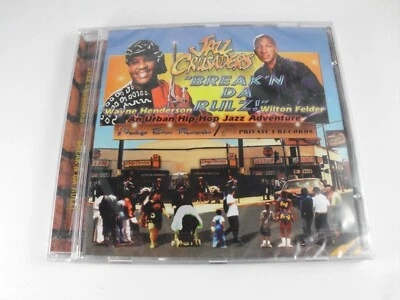 JAZZ
CRUSADERS
"BREAK'N
DA
RULZ!"
Wayne Henderson
Wilton Felder
An Urban Hip Hop Jazz Adventure
PRIVATE I RECORDS